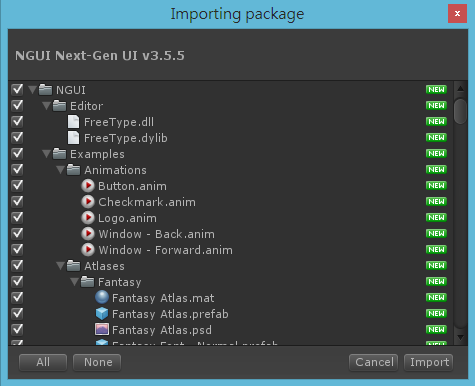 Importing package
x
NGUI Next-Gen UI v3.5.5
NGUI NEW
Editor NEW
FreeType.dll NEW
FreeType.dylib NEW
Examples NEW
Animations NEW
Button.anim NEW
Checkmark.anim NEW
Logo.anim NEW
Window - Back.anim NEW
Window - Forward.anim NEW
Atlases NEW
Fantasy NEW
Fantasy Atlas.mat NEW
Fantasy Atlas.prefab NEW
Fantasy Atlas.psd NEW
Fantasy Font - Normal.prefab NEW
All None Cancel Import